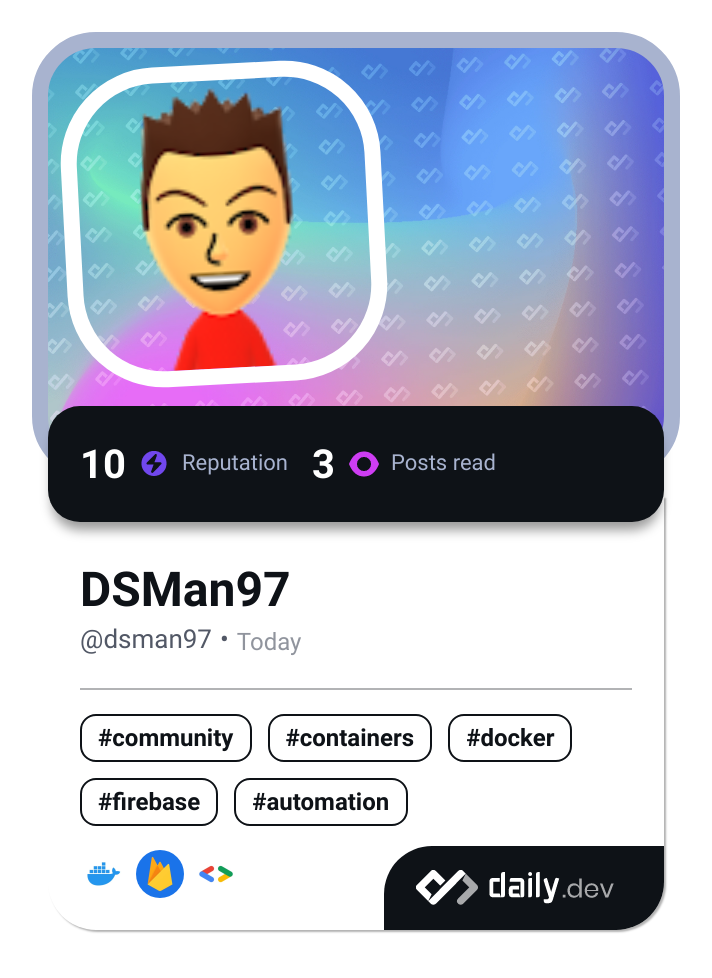 10 Reputation 3 Posts read
DSMan97
@dsman97 • Today
#community #containers #docker
#firebase #automation
daily.dev